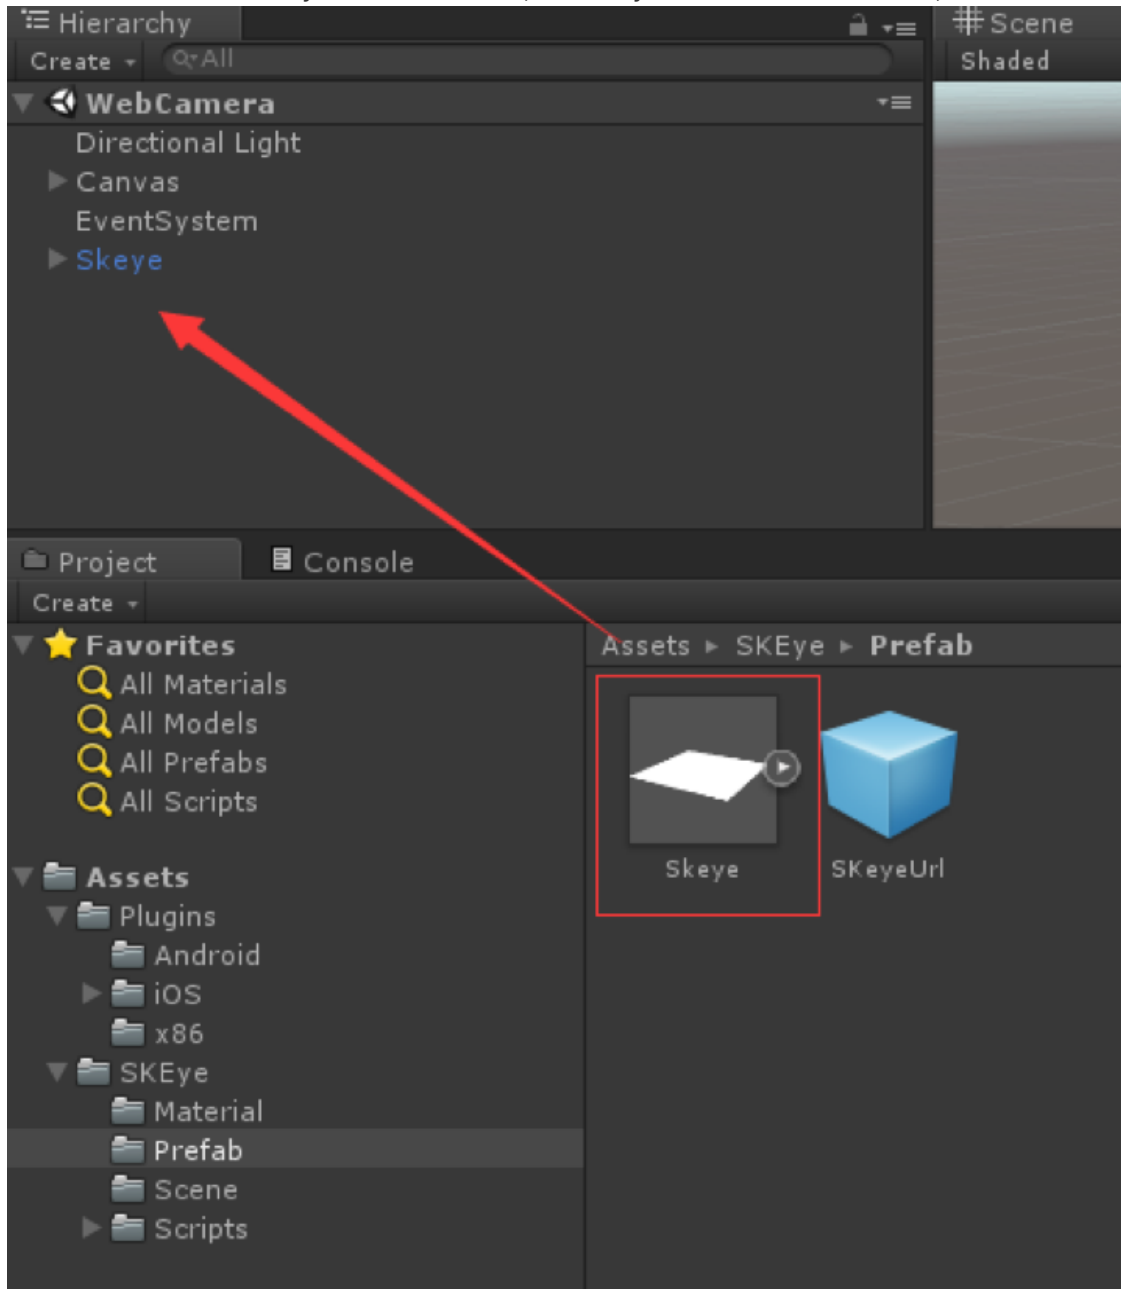 Hierarchy
Scene
Create
All
Shaded
WebCamera
Directional Light
Canvas
EventSystem
Skeye
Project
Console
Create
Favorites
Assets SKEye Prefab
All Materials
All Models
All Prefabs
All Scripts
Skeye
SKeyeUrl
Assets
Plugins
Android
iOS
x86
SKEye
Material
Prefab
Scene
Scripts